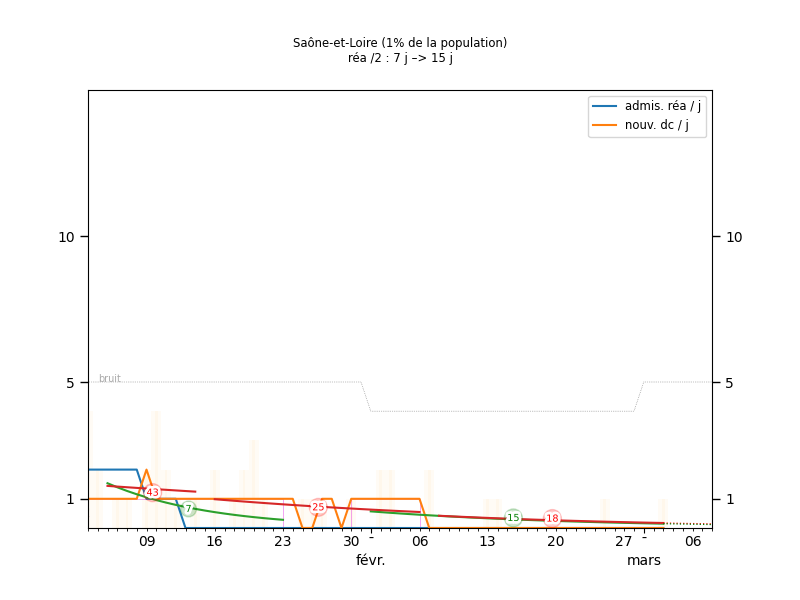 Saône-et-Loire (1% de la population)
réa /2 : 7 j –> 15 j
admis. réa / j
nouv. dc / j
10 10
bruit
5 5
1 1
43 7 25 15 18
09 16 23 30 - 06 13 20 27 - 06
févr. mars